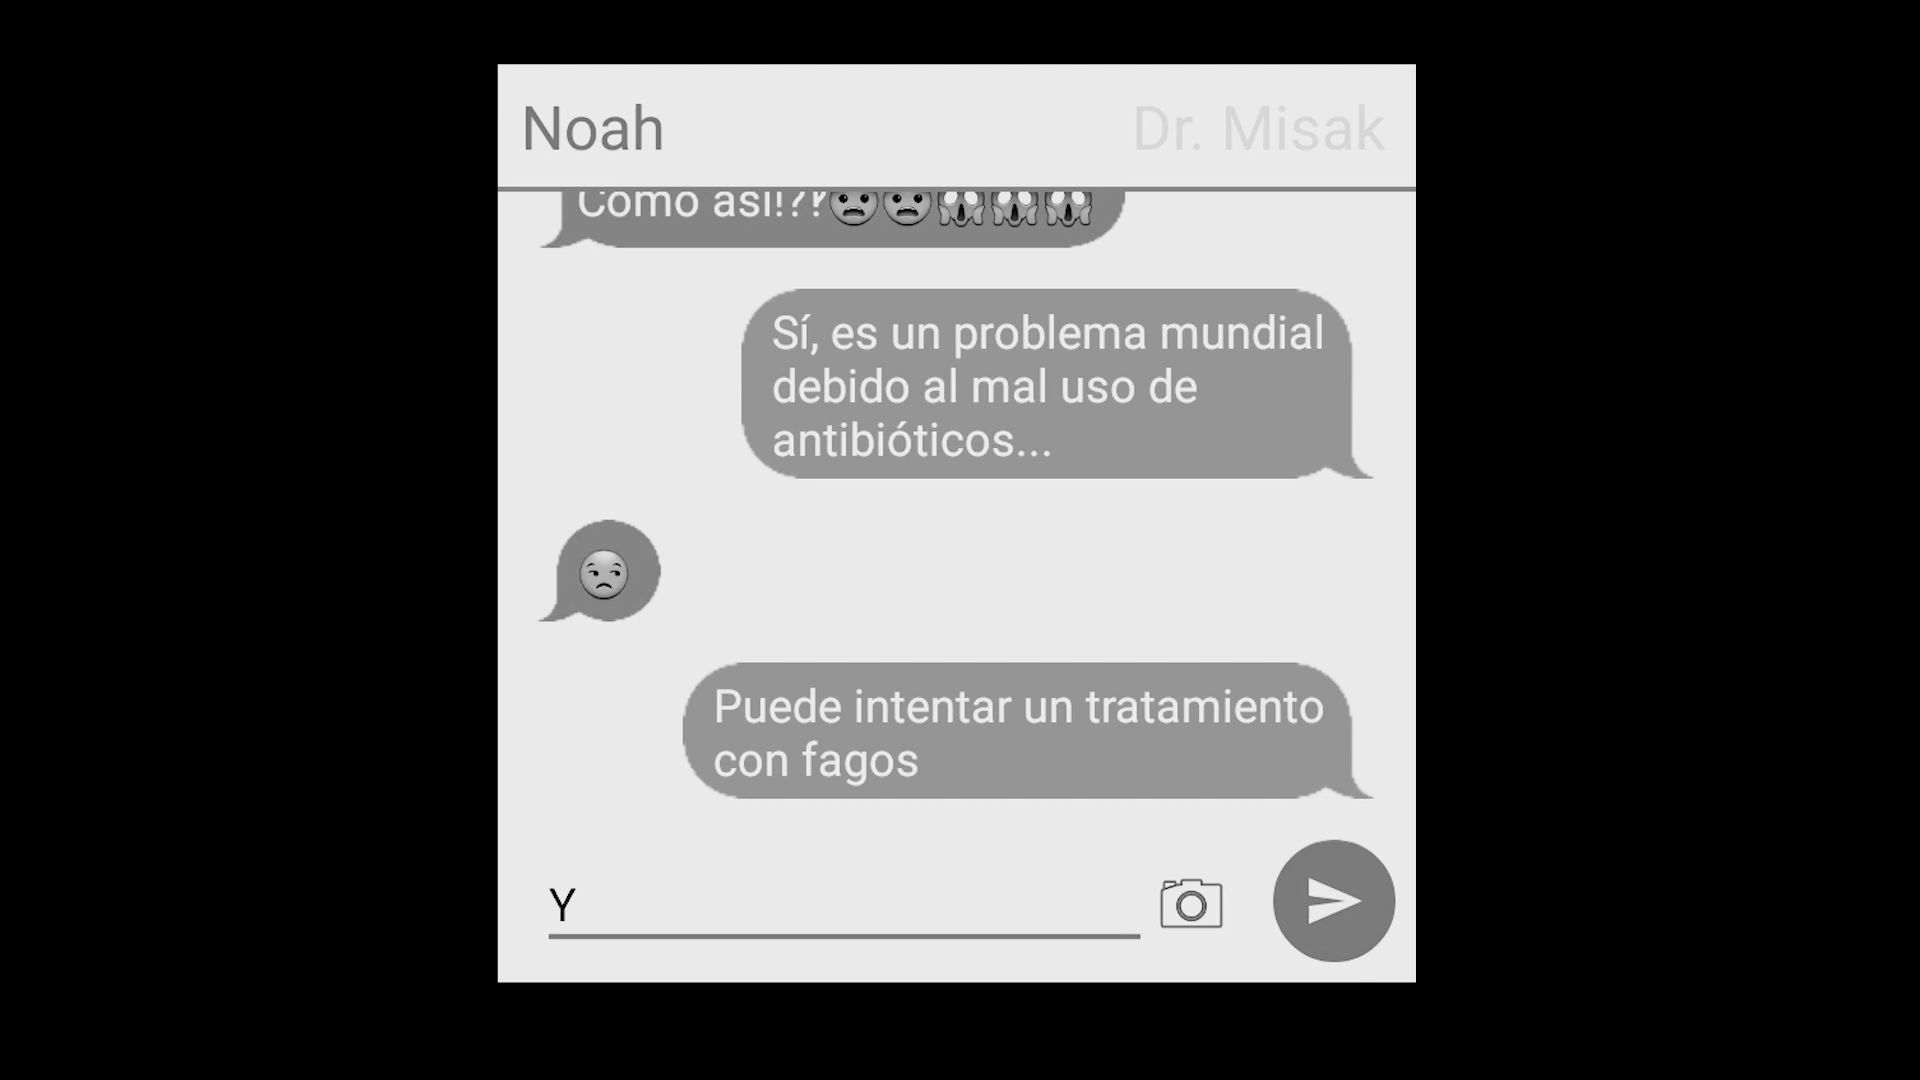 Noah
Dr. Misak
Como así!?!😦😦😱😱😱
Sí, es un problema mundial
debido al mal uso de
antibióticos...
😒
Puede intentar un tratamiento
con fagos
Y